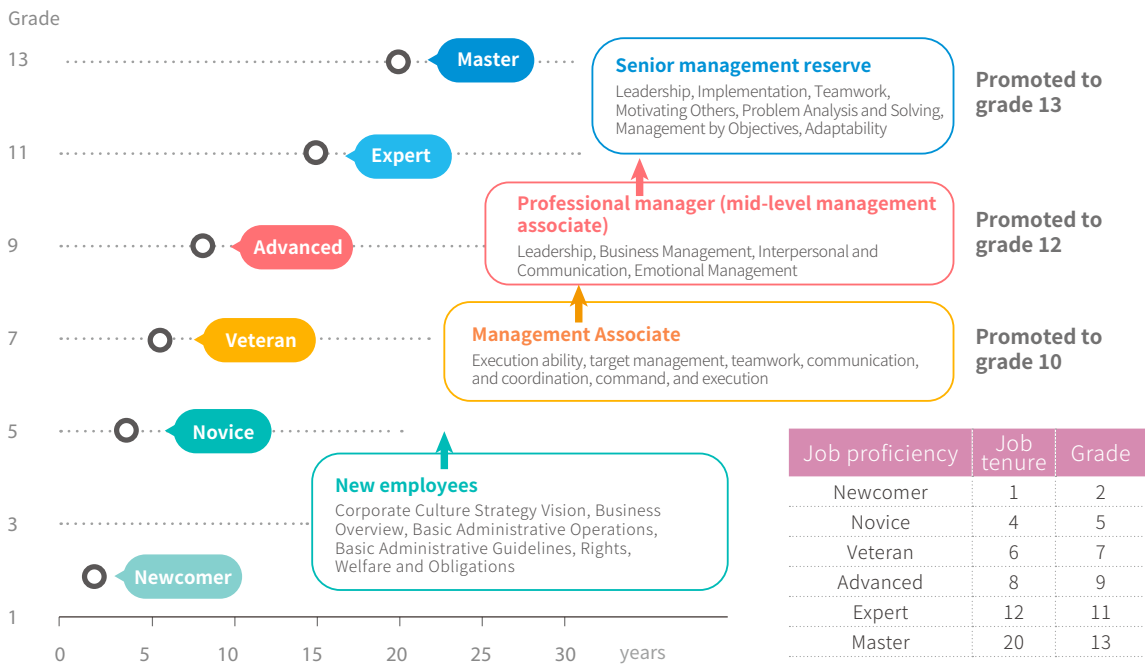 Grade
13
Master
11
Expert
9
Advanced
7
Veteran
5
Novice
3
Newcomer
1
0
5
10
15
20
25
30
years
Senior management reserve
Leadership, Implementation, Teamwork,
Motivating Others, Problem Analysis and Solving,
Management by Objectives, Adaptability
Promoted to
grade 13
Professional manager (mid-level management
associate)
Leadership, Business Management, Interpersonal and
Communication, Emotional Management
Promoted to
grade 12
Management Associate
Execution ability, target management, teamwork, communication,
and coordination, command, and execution
Promoted to
grade 10
New employees
Corporate Culture Strategy Vision, Business
Overview, Basic Administrative Operations,
Basic Administrative Guidelines, Rights,
Welfare and Obligations
Job proficiency Job tenure Grade
Newcomer 1 2
Novice 4 5
Veteran 6 7
Advanced 8 9
Expert 12 11
Master 20 13